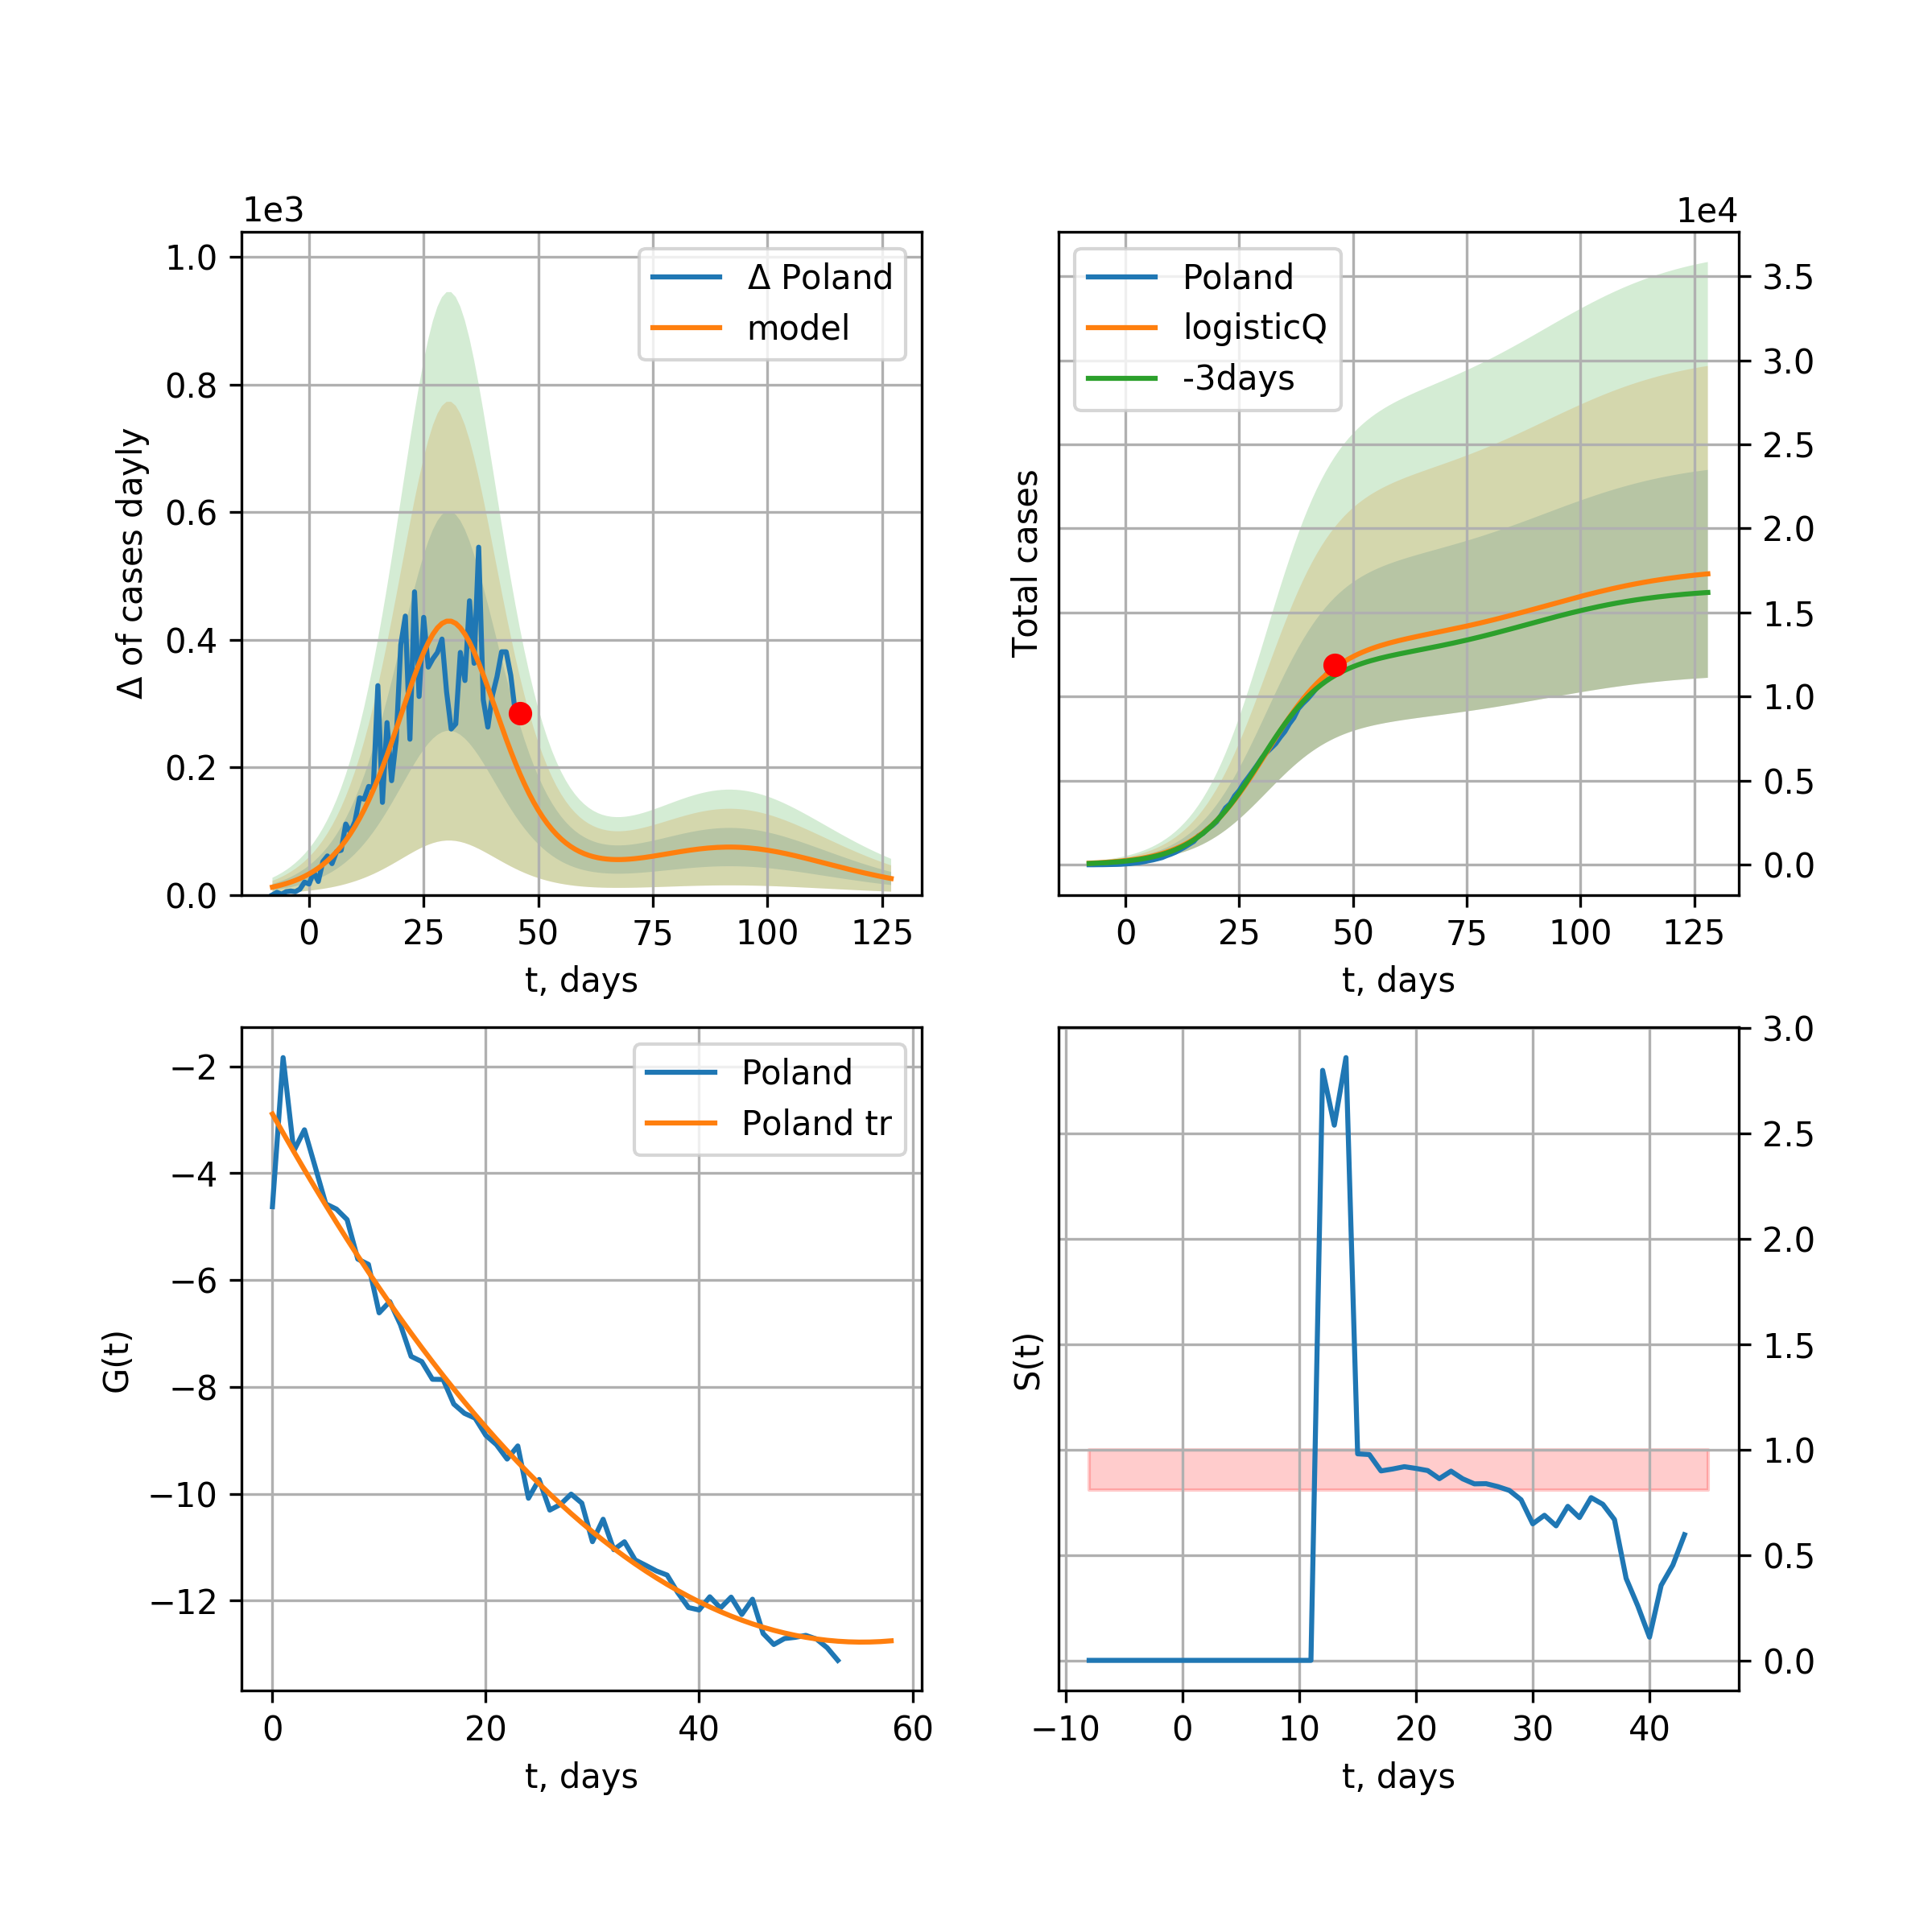 1e3
1.0
0.8
0.6
0.4
0.2
0.0
Δ of cases dayly
Δ Poland
model
0 25 50 75 100 125
t, days
1e4
Poland
logisticQ
-3days
Total cases
3.5
3.0
2.5
2.0
1.5
1.0
0.5
0.0
0 25 50 75 100 125
t, days
−2
−4
−6
−8
−10
−12
G(t)
Poland
Poland tr
0 20 40 60
t, days
S(t)
3.0
2.5
2.0
1.5
1.0
0.5
0.0
−10 0 10 20 30 40
t, days